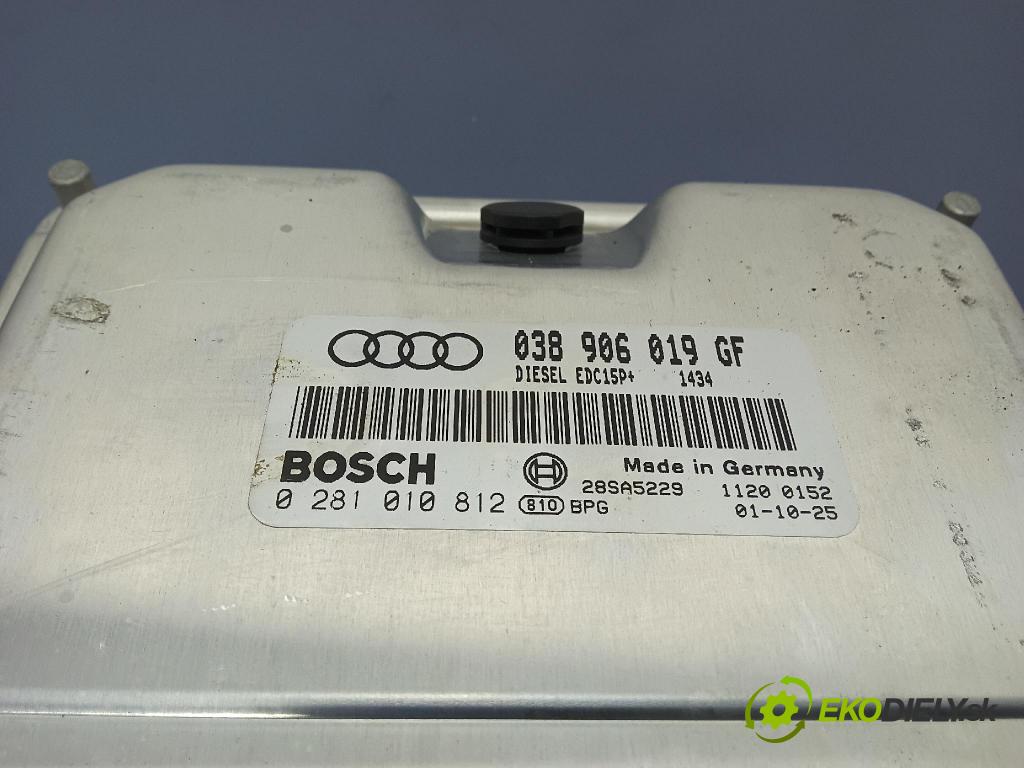 038 906 019 GF
DIESEL EDC15P+ 1434
BOSCH
Made in Germany
28SA5229 1120 0152
0 281 010 812 810 BPG 01-10-25
EKODIELY.sk